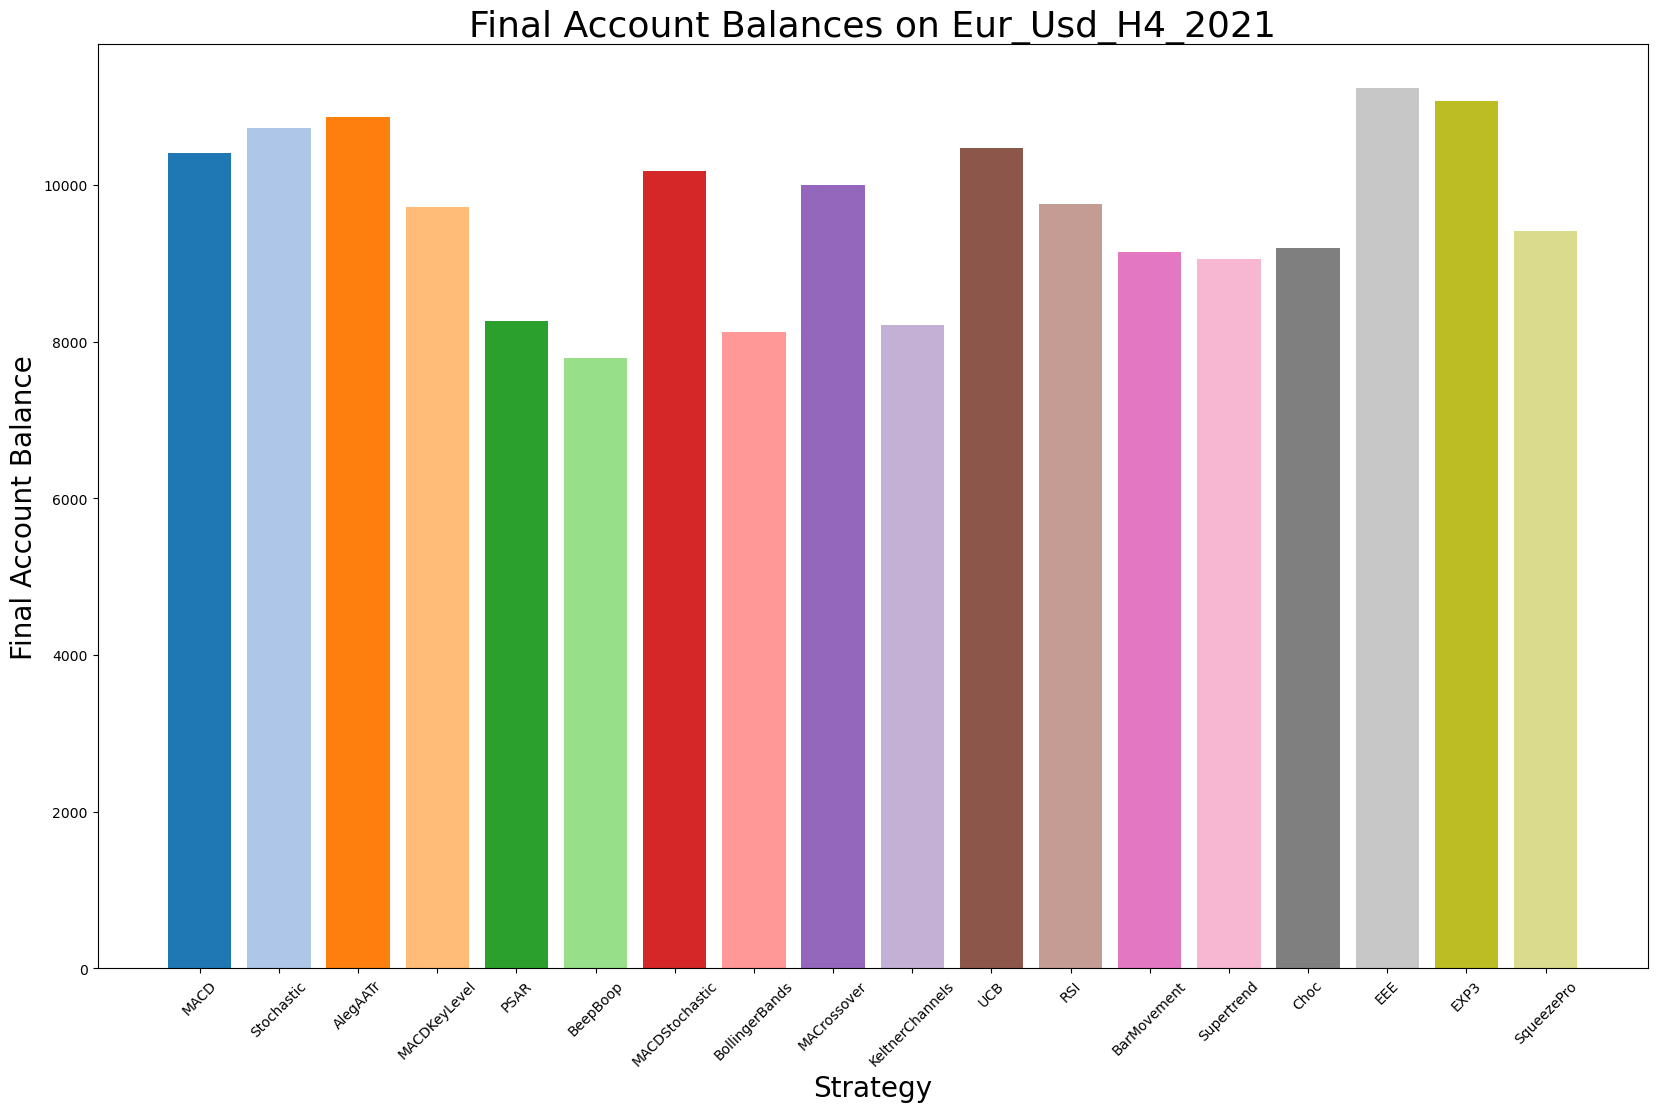 Final Account Balances on Eur_Usd_H4_2021
Final Account Balance
10000
8000
6000
4000
2000
0
MACD
Stochastic
AlegAATr
MACDKeyLevel
PSAR
BeepBoop
MACDStochastic
BollingerBands
MACrossover
KeltnerChannels
UCB
RSI
BarMovement
Supertrend
Choc
EEE
EXP3
SqueezePro
Strategy